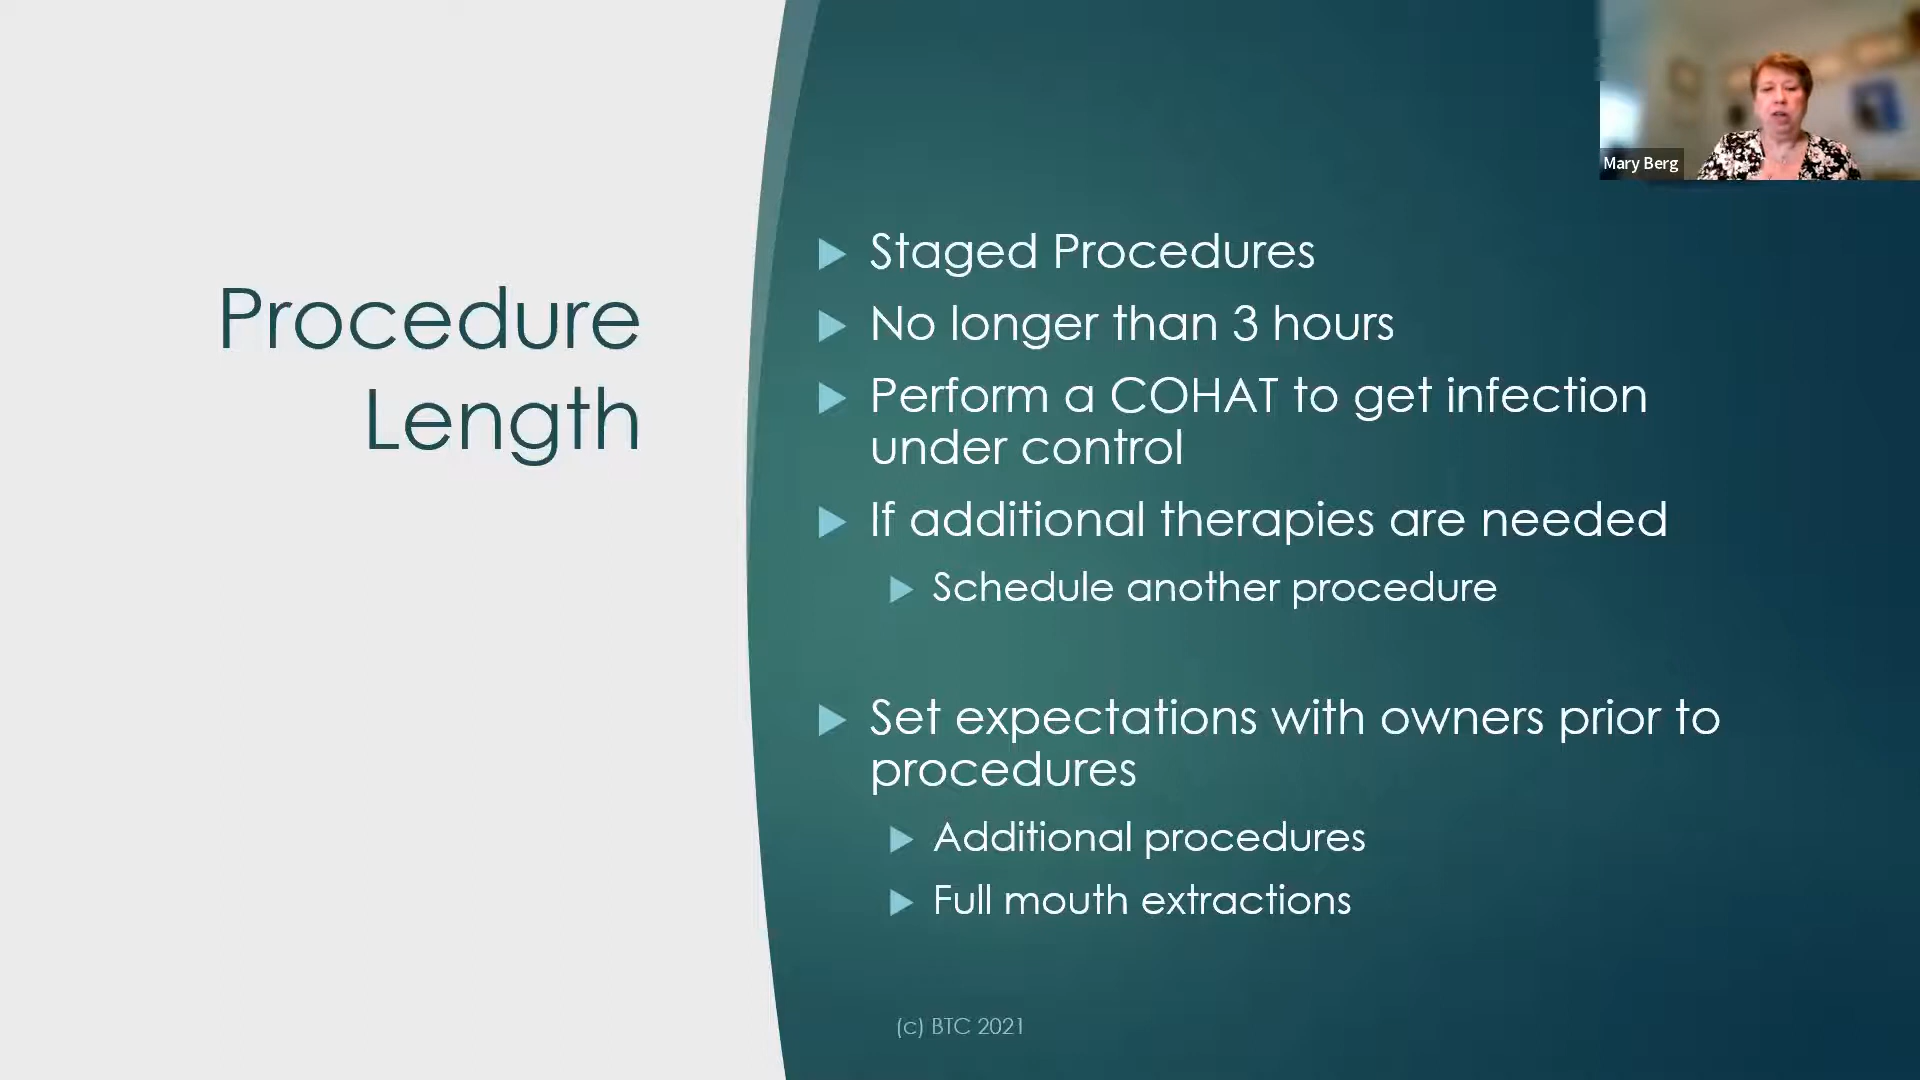 Mary Berg
Procedure
Length
Staged Procedures
No longer than 3 hours
Perform a COHAT to get infection
under control
If additional therapies are needed
Schedule another procedure
Set expectations with owners prior to
procedures
Additional procedures
Full mouth extractions
(c) BTC 2021